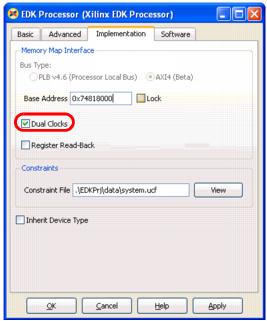 EDK Processor (Xilinx EDK Processor)
Basic Advanced Implementation Software
Memory Map Interface
Bus Type:
PLB v4.6 (Processor Local Bus) AXI4 (Beta)
Base Address 0x74818000 Lock
Dual Clocks
Register Read-Back
Constraints
Constraint File .\EDKPrj\data\system.ucf View
Inherit Device Type
OK Cancel Help Apply